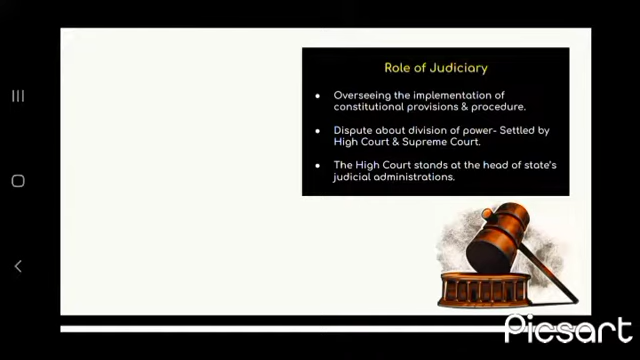 Role of Judiciary
● Overseeing the implementation of
constitutional provisions & procedure.
● Dispute about division of power- Settled by
High Court & Supreme Court.
● The High Court stands at the head of state's
judicial administrations.
Picsart